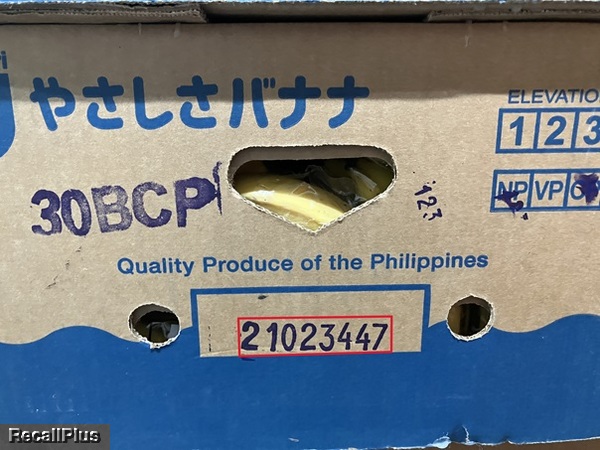 ri
やさしさバナナ
ELEVATIO
1 2 3
30BCP
123
VP
Quality Produce of the Philippines
21023447
RecallPlus